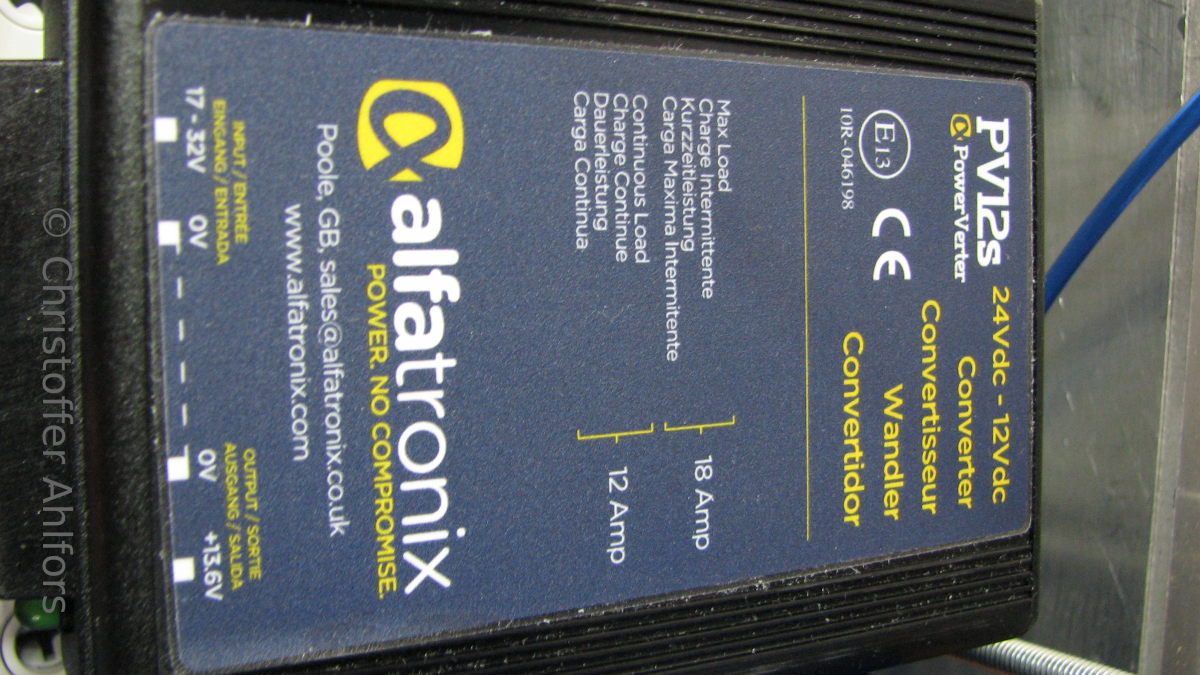 PV12s 24Vdc - 12Vdc
PowerVerter
Converter
Convertisseur
Wandler
Convertidor
E13
CE
10R-046198
Max Load
Charge Intermittente
Kurzzeitleistung
Carga Maxima Intermitente
18 Amp
Continuous Load
Charge Continue
Dauerleistung
Carga Continua
12 Amp
alfatronix
POWER. NO COMPROMISE.
Poole, GB, sales@alfatronix.co.uk
www.alfatronix.com
INPUT / ENTRÉE
EINGANG / ENTRADA
17 - 32V 0V
OUTPUT / SORTIE
AUSGANG / SALIDA
0V +13.6V
© Christoffer Ahlfors